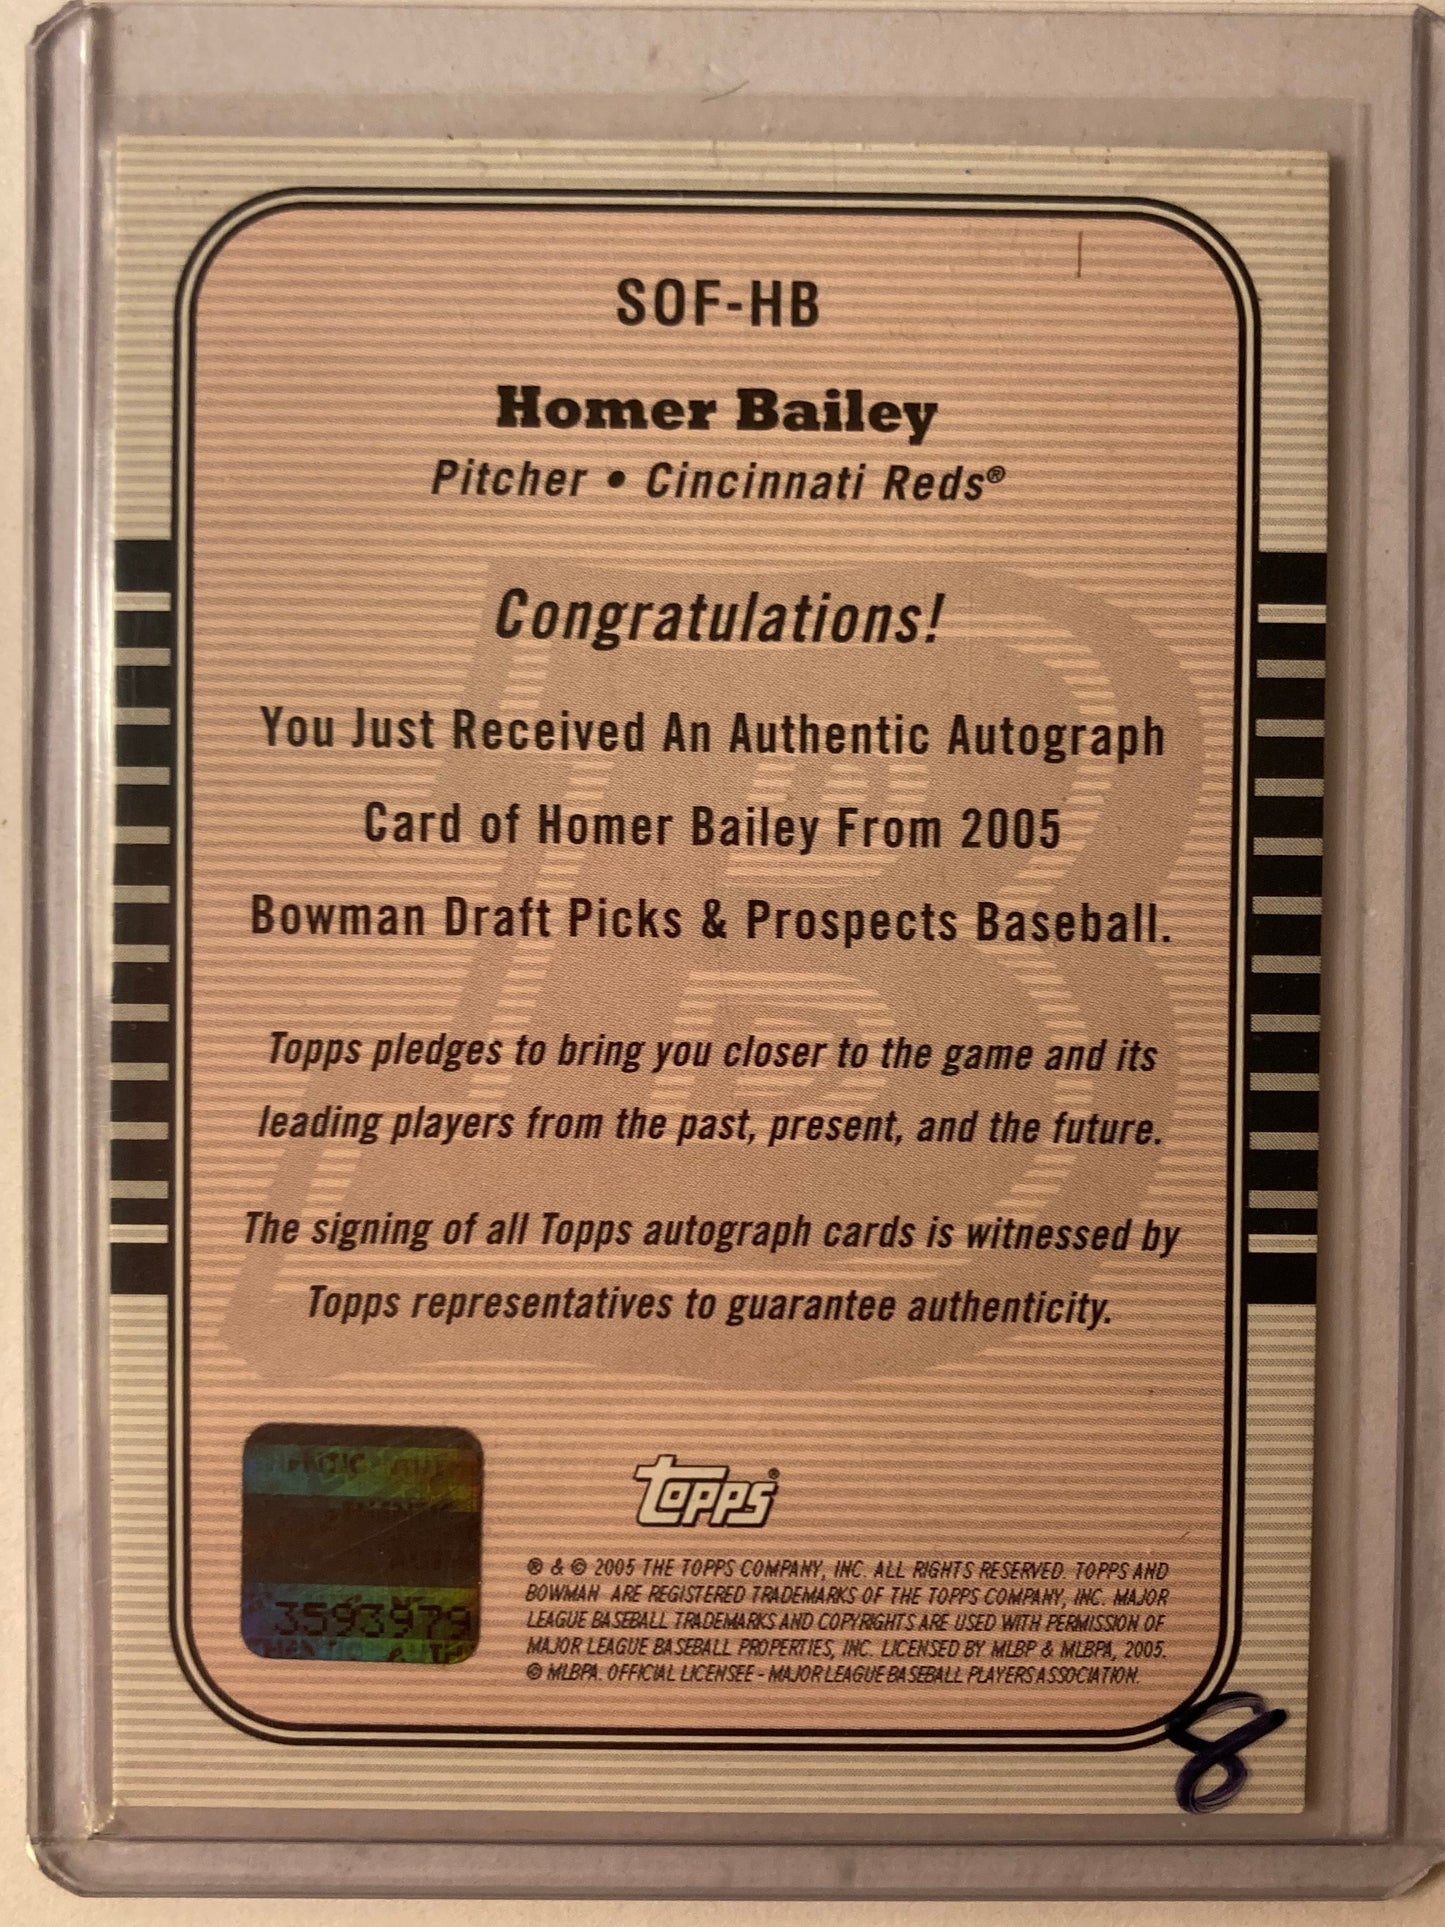 SOF-HB
Homer Bailey
Pitcher • Cincinnati Reds®
Congratulations!
You Just Received An Authentic Autograph
Card of Homer Bailey From 2005
Bowman Draft Picks & Prospects Baseball.
Topps pledges to bring you closer to the game and its
leading players from the past, present, and the future.
The signing of all Topps autograph cards is witnessed by
Topps representatives to guarantee authenticity.
3593979
Topps®
® & © 2005 THE TOPPS COMPANY, INC. ALL RIGHTS RESERVED. TOPPS AND
BOWMAN ARE REGISTERED TRADEMARKS OF THE TOPPS COMPANY, INC. MAJOR
LEAGUE BASEBALL TRADEMARKS AND COPYRIGHTS ARE USED WITH PERMISSION OF
MAJOR LEAGUE BASEBALL PROPERTIES, INC. LICENSED BY MLBP & MLBPA, 2005.
© MLBPA. OFFICIAL LICENSEE - MAJOR LEAGUE BASEBALL PLAYERS ASSOCIATION.
8